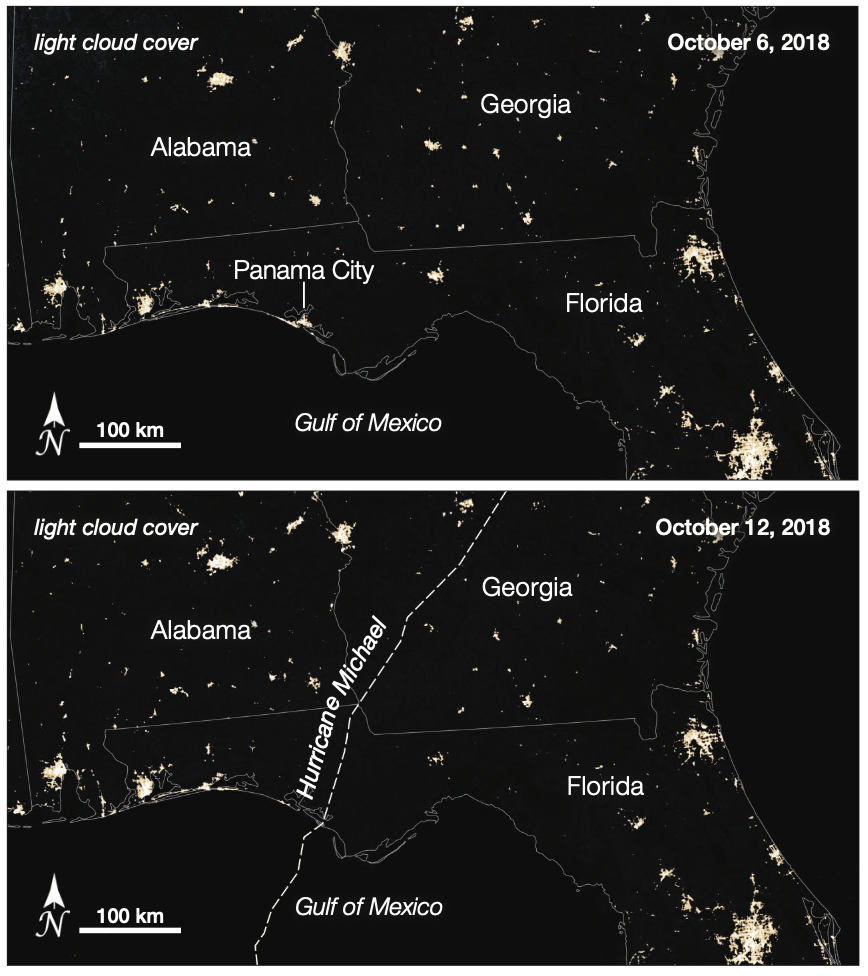 light cloud cover
October 6, 2018
Georgia
Alabama
Panama City
Florida
N
100 km
Gulf of Mexico
light cloud cover
October 12, 2018
Georgia
Alabama
Hurricane Michael
Florida
N
100 km
Gulf of Mexico